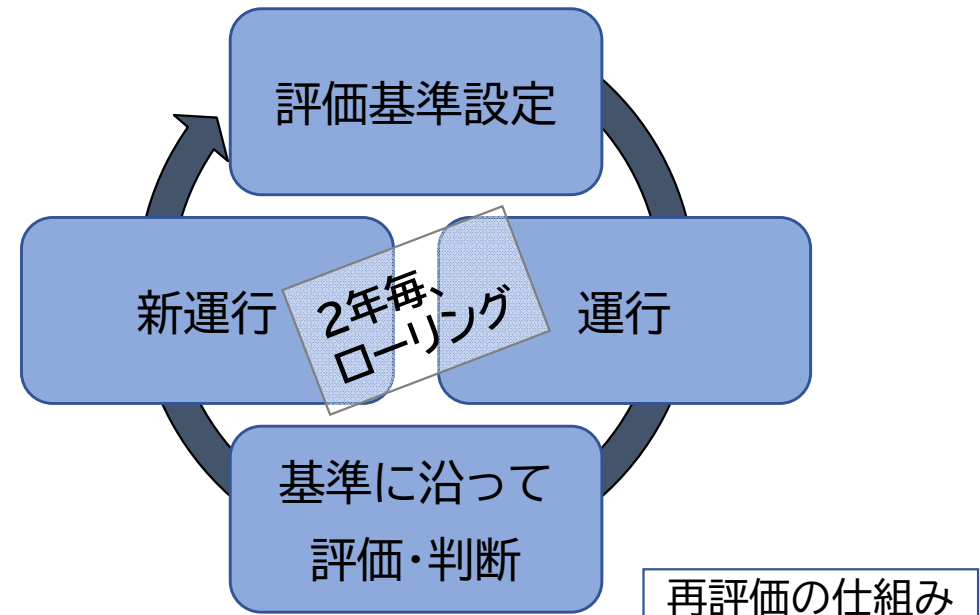 評価基準設定
新運行
2年毎、
ローリング
運行
基準に沿って
評価・判断
再評価の仕組み